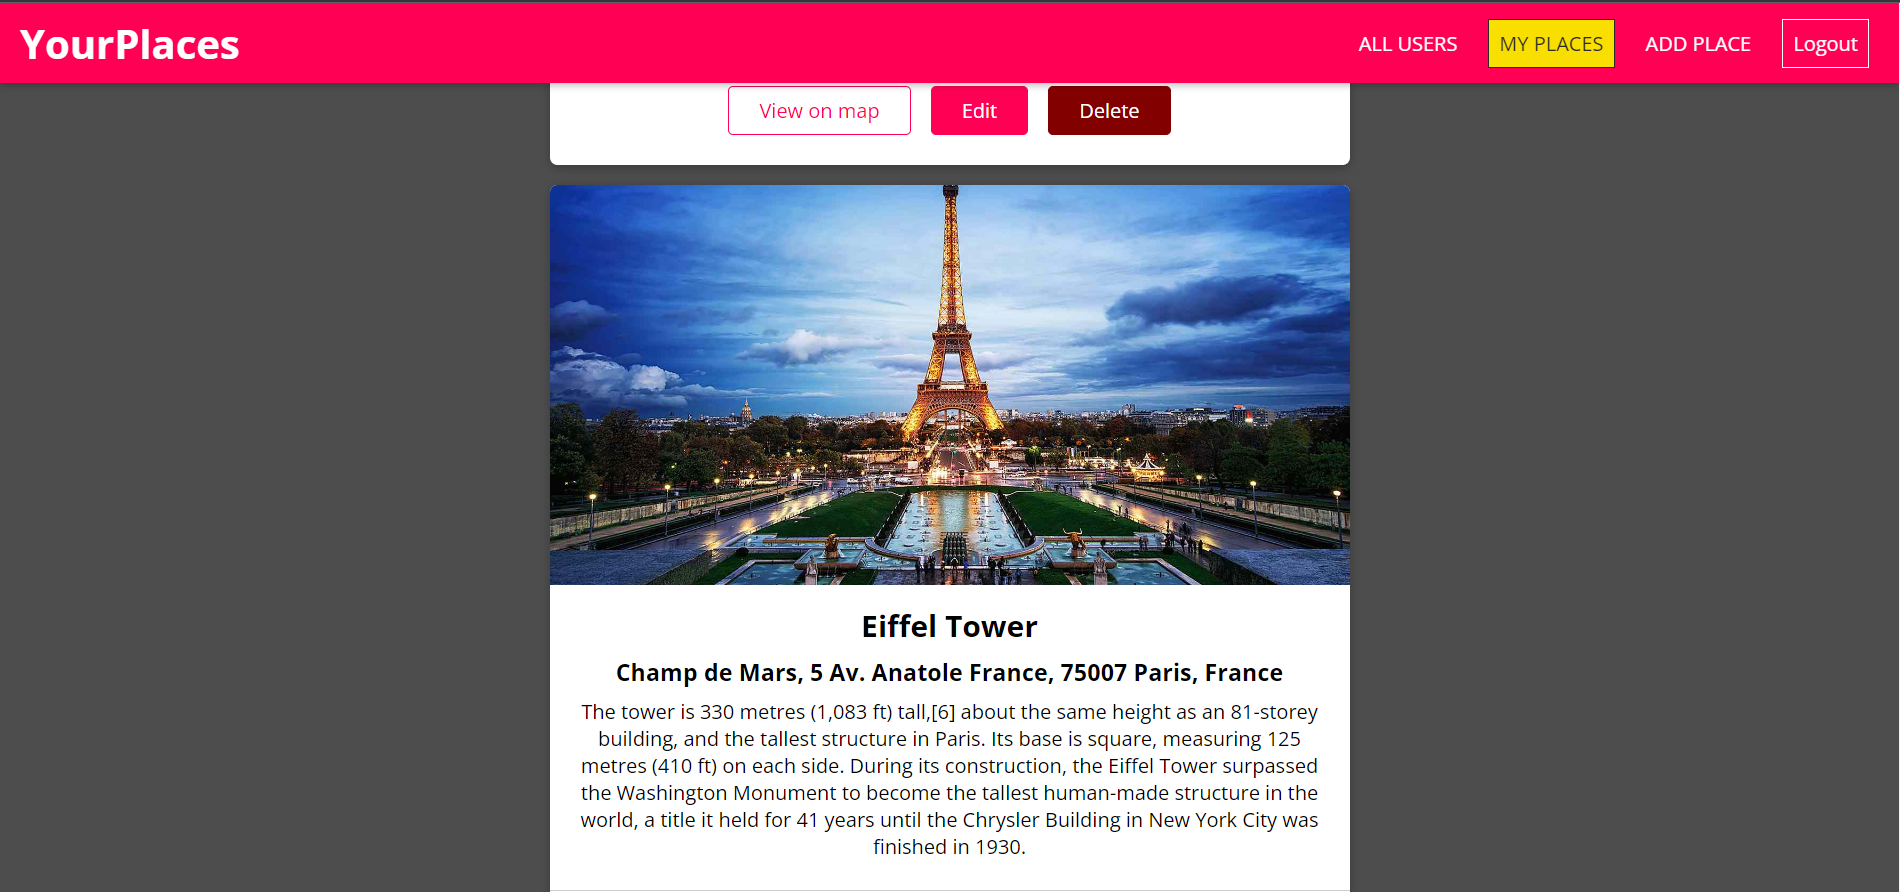 YourPlaces
ALL USERS
MY PLACES
ADD PLACE
Logout
View on map
Edit
Delete
Eiffel Tower
Champ de Mars, 5 Av. Anatole France, 75007 Paris, France
The tower is 330 metres (1,083 ft) tall,[6] about the same height as an 81-storey
building, and the tallest structure in Paris. Its base is square, measuring 125
metres (410 ft) on each side. During its construction, the Eiffel Tower surpassed
the Washington Monument to become the tallest human-made structure in the
world, a title it held for 41 years until the Chrysler Building in New York City was
finished in 1930.